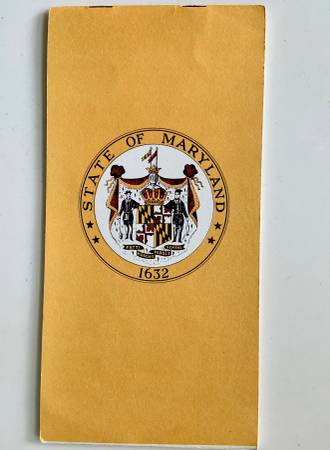 STATE OF MARYLAND
1632